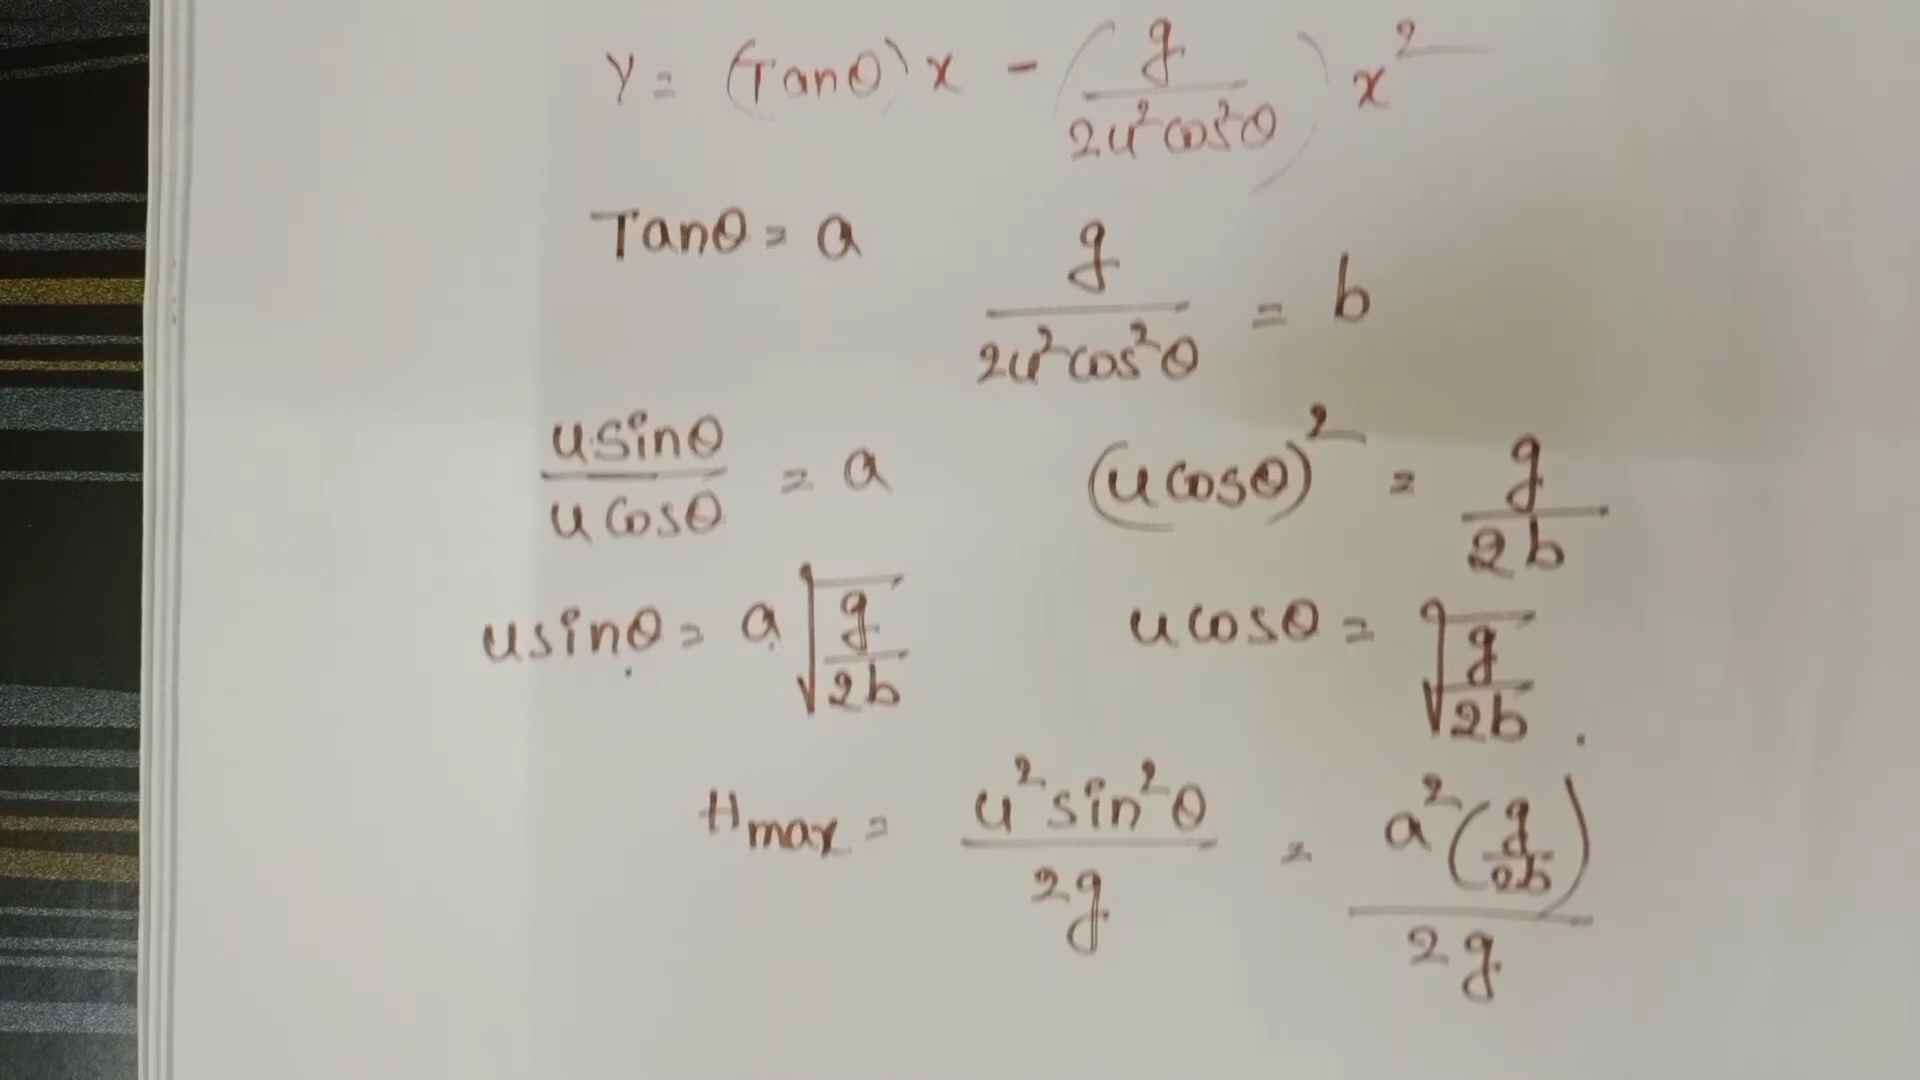 Y = (Tanθ) x - (g / 2u²cos²θ) x²
Tanθ = a    g / 2u²cos²θ = b
usinθ / ucosθ = a    (ucosθ)² = g / 2b
usinθ = a √(g / 2b)    ucosθ = √(g / 2b) .
Hmax = u²sin²θ / 2g = a² (g / 2b) / 2g